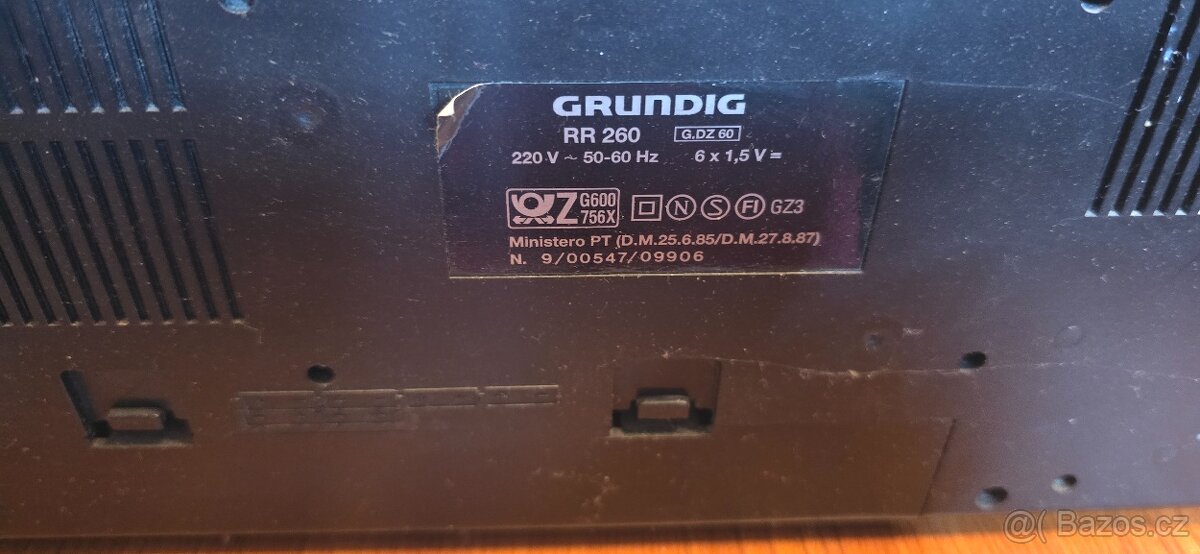 GRUNDIG
RR 260 G.DZ 60
220 V ~ 50-60 Hz 6 x 1,5 V =
Z G600 756X N S FI GZ3
Ministero PT (D.M.25.6.85/D.M.27.8.87)
N. 9/00547/09906
@( Bazos.cz